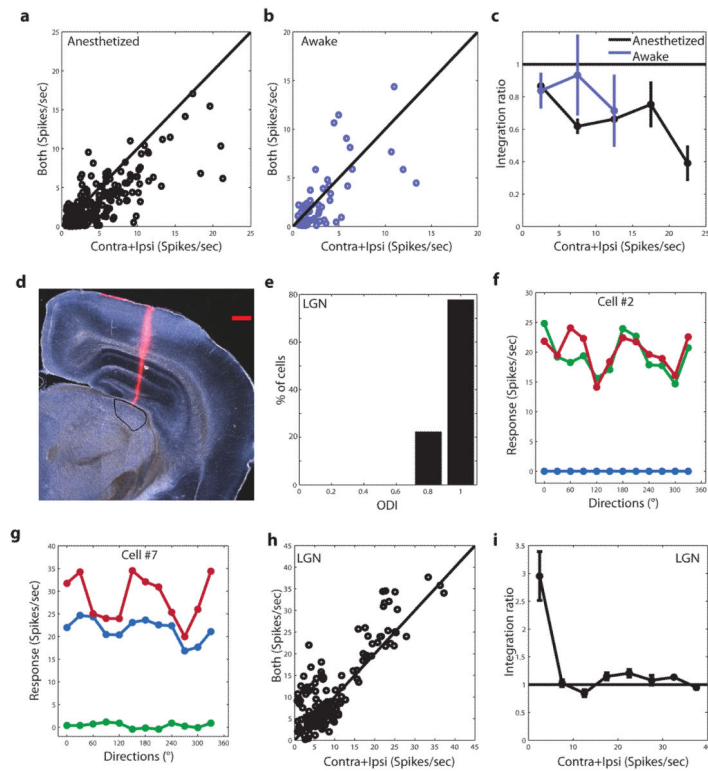 a
Anesthetized
Both (Spikes/sec)
25
20
15
10
5
0
0 5 10 15 20 25
Contra+Ipsi (Spikes/sec)
b
Awake
Both (Spikes/sec)
20
15
10
5
0
0 5 10 15 20
Contra+Ipsi (Spikes/sec)
c
Anesthetized
Awake
Integration ratio
1
0.8
0.6
0.4
0.2
0
0 5 10 15 20 25
Contra+Ipsi (Spikes/sec)
d
e
LGN
% of cells
80
60
40
20
0
0 0.2 0.4 0.6 0.8 1
ODI
f
Cell #2
Response (Spikes/sec)
30
25
20
15
10
5
0
0 60 120 180 240 300 360
Directions (°)
g
Cell #7
Response (Spikes/sec)
40
35
30
25
20
15
10
5
0
0 60 120 180 240 300 360
Directions (°)
h
LGN
Both (Spikes/sec)
45
40
35
30
25
20
15
10
5
0
0 5 10 15 20 25 30 35 40 45
Contra+Ipsi (Spikes/sec)
i
LGN
Integration ratio
3.5
3
2.5
2
1.5
1
0.5
0
0 10 20 30 40
Contra+Ipsi (Spikes/sec)